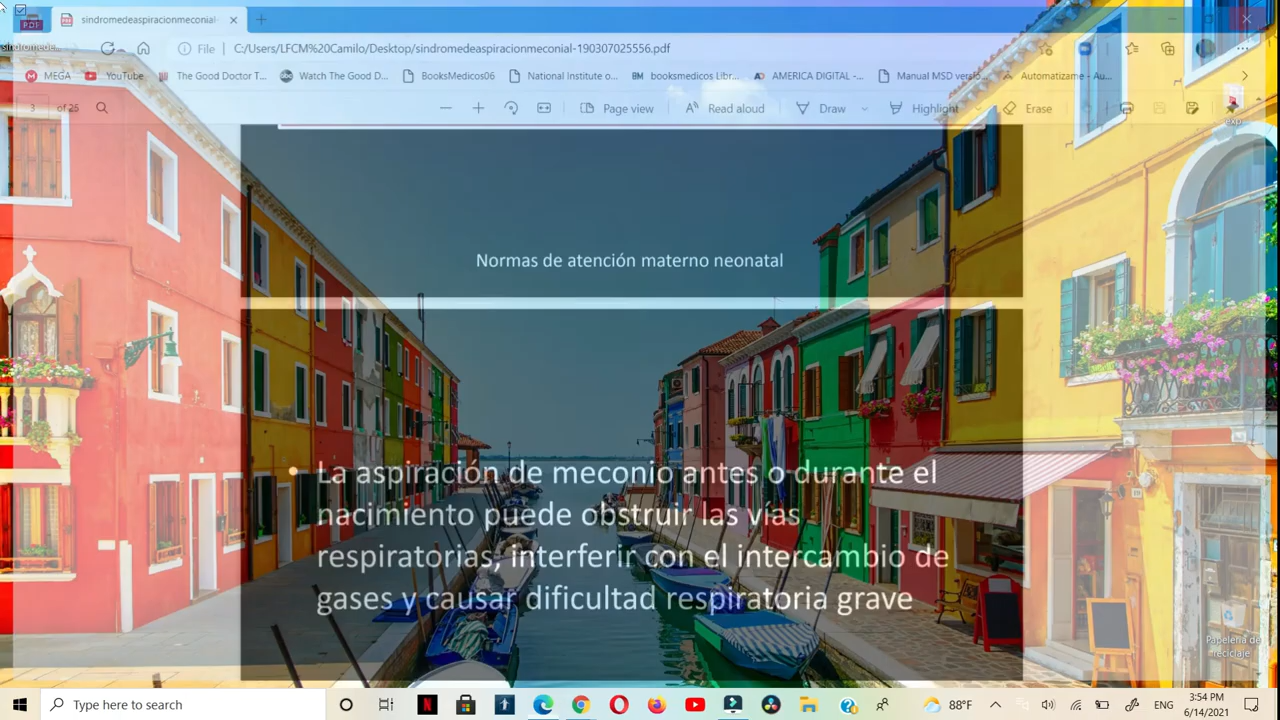 PDF
sindromedeaspiracionmeconial-
sindromede...
File
C:/Users/LFCM%20Camilo/Desktop/sindromedeaspiracionmeconial-190307025556.pdf
MEGA
YouTube
The Good Doctor T...
Watch The Good D...
BooksMedicos06
National Institute o...
booksmedicos Libr...
AMERICA DIGITAL -...
Manual MSD versió...
Automatizame - Au...
3 of 25
Page view
Read aloud
Draw
Highlight
Erase
Normas de atención materno neonatal
• La aspiración de meconio antes o durante el
nacimiento puede obstruir las vías
respiratorias, interferir con el intercambio de
gases y causar dificultad respiratoria grave
Papelera de
reciclaje
Type here to search
88°F
ENG
3:54 PM
6/14/2021